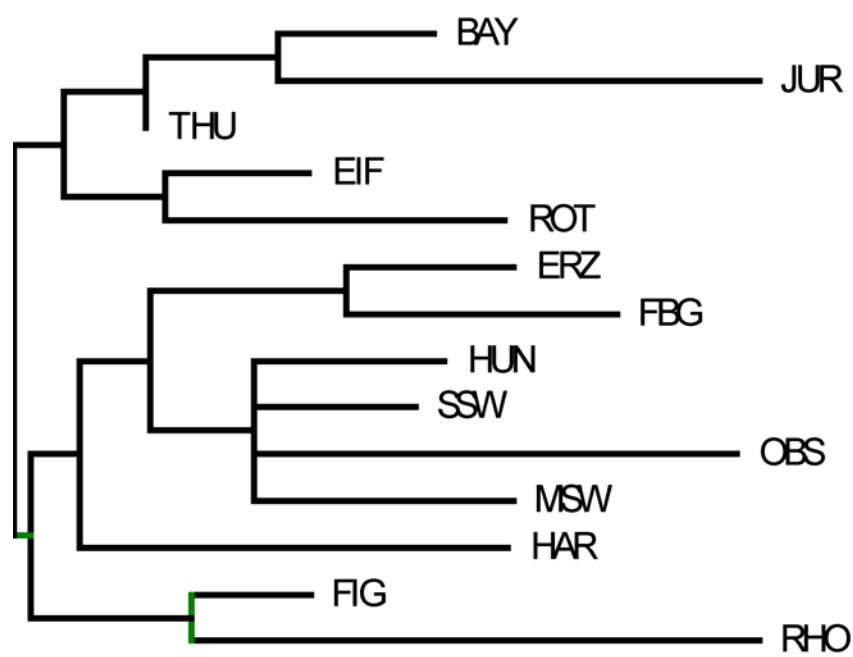 BAY
JUR
THU
EIF
ROT
ERZ
FBG
HUN
SSW
OBS
MSW
HAR
FIG
RHO